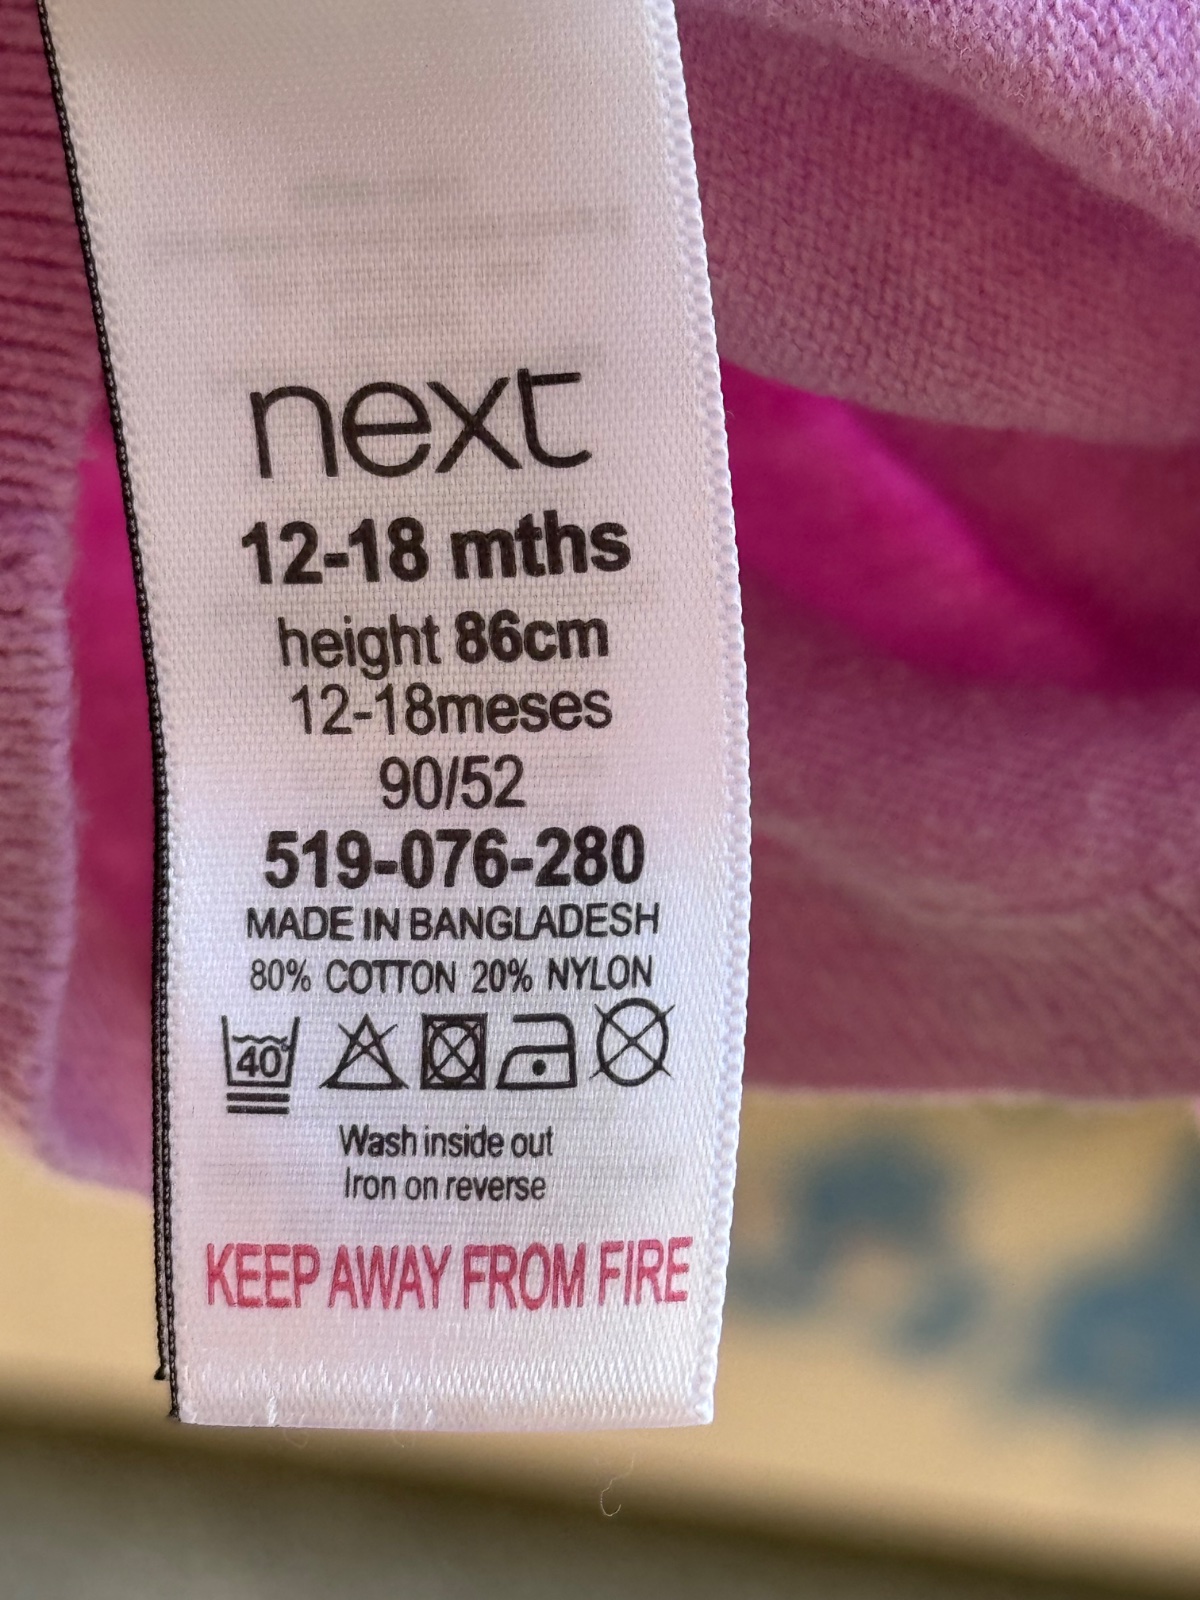 next
12-18 mths
height 86cm
12-18meses
90/52
519-076-280
MADE IN BANGLADESH
80% COTTON 20% NYLON
40
Wash inside out
Iron on reverse
KEEP AWAY FROM FIRE